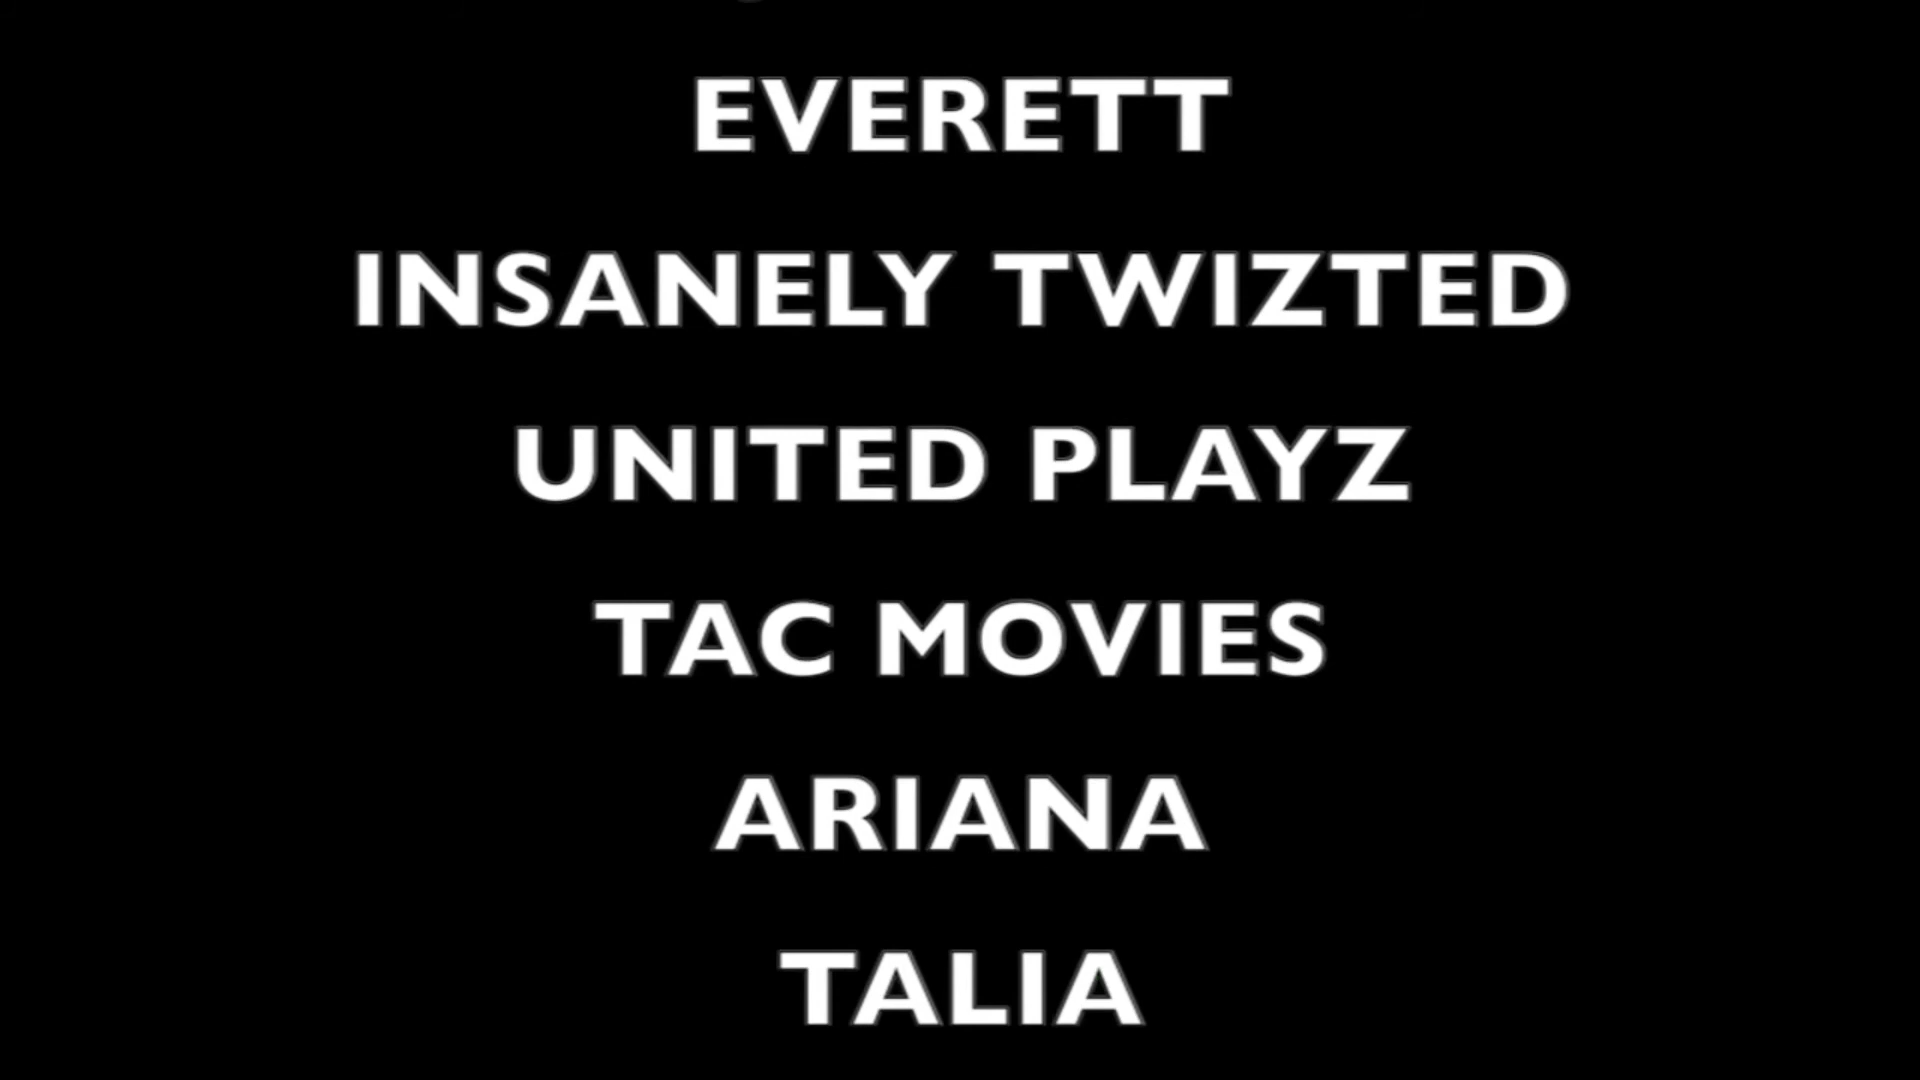 EVERETT
INSANELY TWIZTED
UNITED PLAYZ
TAC MOVIES
ARIANA
TALIA